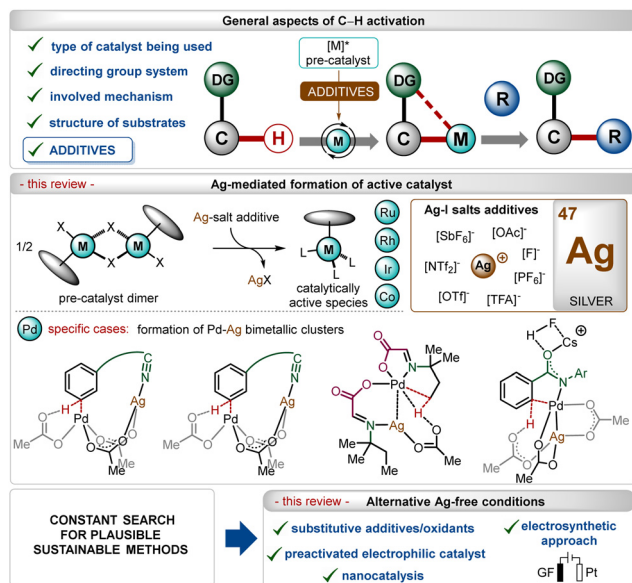 General aspects of C–H activation
type of catalyst being used
directing group system
involved mechanism
structure of substrates
ADDITIVES
[M]*
pre-catalyst
ADDITIVES
DG
C
H
M
DG
C
M
R
DG
C
R
- this review -
Ag-mediated formation of active catalyst
1/2
X
M
X
X
M
X
pre-catalyst dimer
Ag-salt additive
AgX
M
L
L
L
catalytically
active species
Ru
Rh
Ir
Co
Ag-I salts additives
[SbF6]-
[OAc]-
[F]-
[NTf2]-
Ag
⊕
[PF6]-
[OTf]-
[TFA]-
47
Ag
SILVER
Pd
specific cases: formation of Pd-Ag bimetallic clusters
C
N
H
Pd
Ag
O
O
O
O
O
O
Me
Me
Me
C
N
H
Pd
Ag
O
O
O
O
O
O
Me
Me
Me
O
O
N
Me
Me
Pd
O
O
H
N
Ag
O
O
Me
Me
Me
Me
H
F
Cs
⊕
O
N
Ar
Pd
H
O
O
O
Ag
O
O
O
Me
Me
Me
CONSTANT SEARCH
FOR PLAUSIBLE
SUSTAINABLE METHODS
- this review -
Alternative Ag-free conditions
substitutive additives/oxidants
preactivated electrophilic catalyst
nanocatalysis
electrosynthetic
approach
GF
Pt